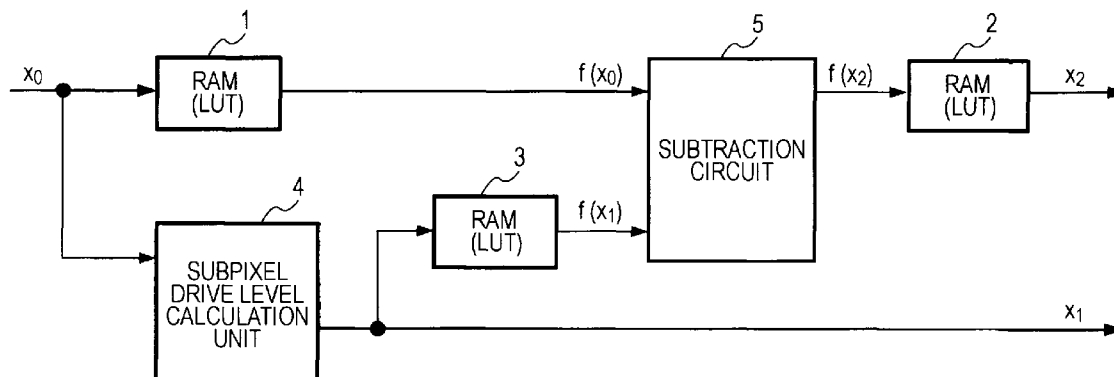 1
5
2
x0
RAM
(LUT)
f (x0)
f (x2)
RAM
(LUT)
x2
SUBTRACTION
CIRCUIT
3
RAM
(LUT)
f (x1)
4
SUBPIXEL
DRIVE LEVEL
CALCULATION
UNIT
x1